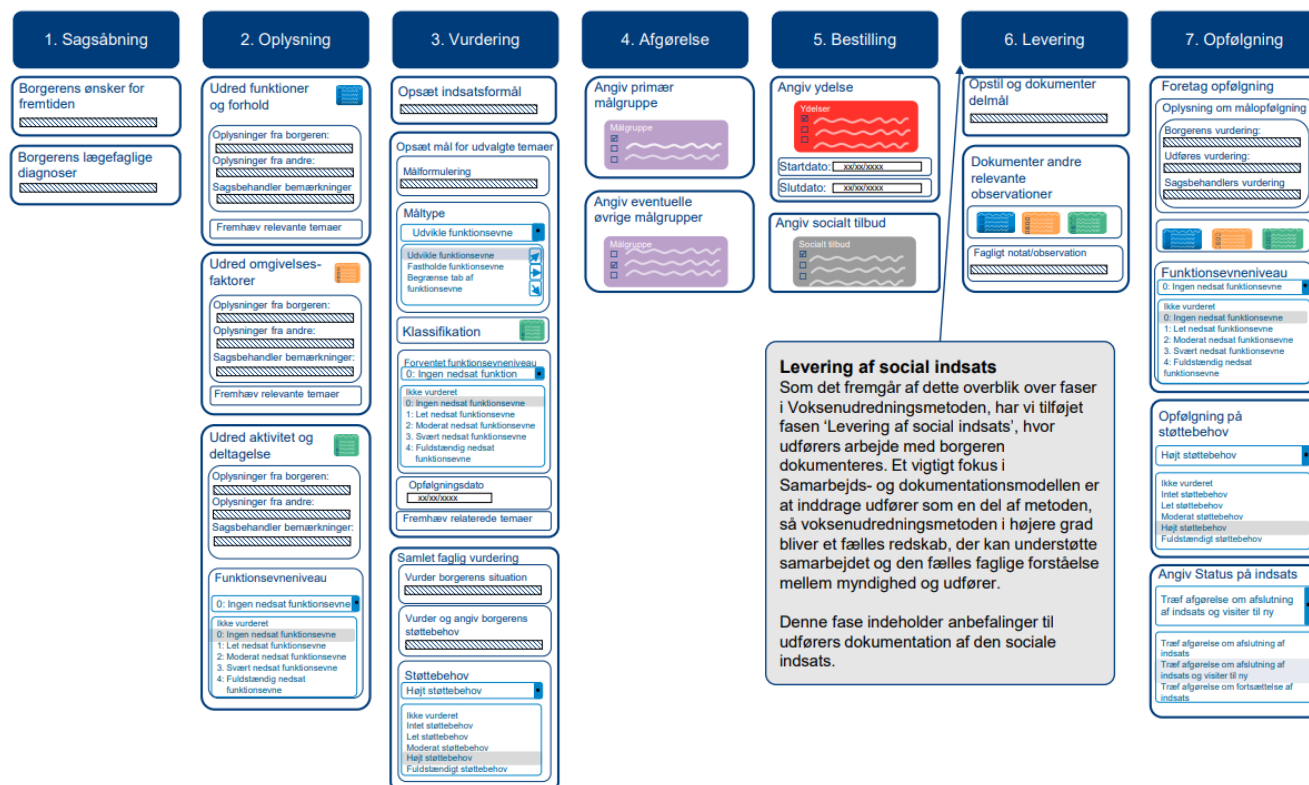 1. Sagsåbning
Borgerens ønsker for
fremtiden
Borgerens lægefaglige
diagnoser
2. Oplysning
Udred funktioner
og forhold
Oplysninger fra borgeren:
Oplysninger fra andre:
Sagsbehandler bemærkninger
Fremhæv relevante temaer
Udred omgivelses-
faktorer
Oplysninger fra borgeren:
Oplysninger fra andre:
Sagsbehandler bemærkninger:
Fremhæv relevante temaer
Udred aktivitet og
deltagelse
Oplysninger fra borgeren:
Oplysninger fra andre:
Sagsbehandler bemærkninger:
Funktionsevneniveau
0: Ingen nedsat funktionsevne
Ikke vurderet
0: Ingen nedsat funktionsevne
1: Let nedsat funktionsevne
2: Moderat nedsat funktionsevne
3. Svært nedsat funktionsevne
4: Fuldstændig nedsat
funktionsevne
3. Vurdering
Opsæt indsatsformål
Opsæt mål for udvalgte temaer
Målformulering
Måltype
Udvikle funktionsevne
Udvikle funktionsevne
Fastholde funktionsevne
Begrænse tab af
funktionsevne
Klassifikation
Forventet funktionsevneniveau
0: Ingen nedsat funktion
Ikke vurderet
0: Ingen nedsat funktionsevne
1: Let nedsat funktionsevne
2: Moderat nedsat funktionsevne
3. Svært nedsat funktionsevne
4: Fuldstændig nedsat
funktionsevne
Opfølgningsdato
xx/xx/xxxx
Fremhæv relaterede temaer
Samlet faglig vurdering
Vurder borgerens situation
Vurder og angiv borgerens
støttebehov
Støttebehov
Højt støttebehov
Ikke vurderet
Intet støttebehov
Let støttebehov
Moderat støttebehov
Højt støttebehov
Fuldstændigt støttebehov
4. Afgørelse
Angiv primær
målgruppe
Målgruppe
Angiv eventuelle
øvrige målgrupper
Målgruppe
5. Bestilling
Angiv ydelse
Ydelser
Startdato: xx/xx/xxxx
Slutdato: xx/xx/xxxx
Angiv socialt tilbud
Socialt tilbud
6. Levering
Opstil og dokumenter
delmål
Dokumenter andre
relevante
observationer
Fagligt notat/observation
Levering af social indsats
Som det fremgår af dette overblik over faser
i Voksenudredningsmetoden, har vi tilføjet
fasen ‘Levering af social indsats’, hvor
udførers arbejde med borgeren
dokumenteres. Et vigtigt fokus i
Samarbejds- og dokumentationsmodellen er
at inddrage udfører som en del af metoden,
så voksenudredningsmetoden i højere grad
bliver et fælles redskab, der kan understøtte
samarbejdet og den fælles faglige forståelse
mellem myndighed og udfører.
Denne fase indeholder anbefalinger til
udførers dokumentation af den sociale
indsats.
7. Opfølgning
Foretag opfølgning
Oplysning om målopfølgning
Borgerens vurdering:
Udføres vurdering:
Sagsbehandlers vurdering
Funktionsevneniveau
0: Ingen nedsat funktionsevne
Ikke vurderet
0: Ingen nedsat funktionsevne
1: Let nedsat funktionsevne
2: Moderat nedsat funktionsevne
3. Svært nedsat funktionsevne
4: Fuldstændig nedsat
funktionsevne
Opfølgning på
støttebehov
Højt støttebehov
Ikke vurderet
Intet støttebehov
Let støttebehov
Moderat støttebehov
Højt støttebehov
Fuldstændigt støttebehov
Angiv Status på indsats
Træf afgørelse om afslutning
af indsats og visiter til ny
Træf afgørelse om afslutning af
indsats
Træf afgørelse om afslutning af
indsats og visiter til ny
Træf afgørelse om fortsættelse af
indsats